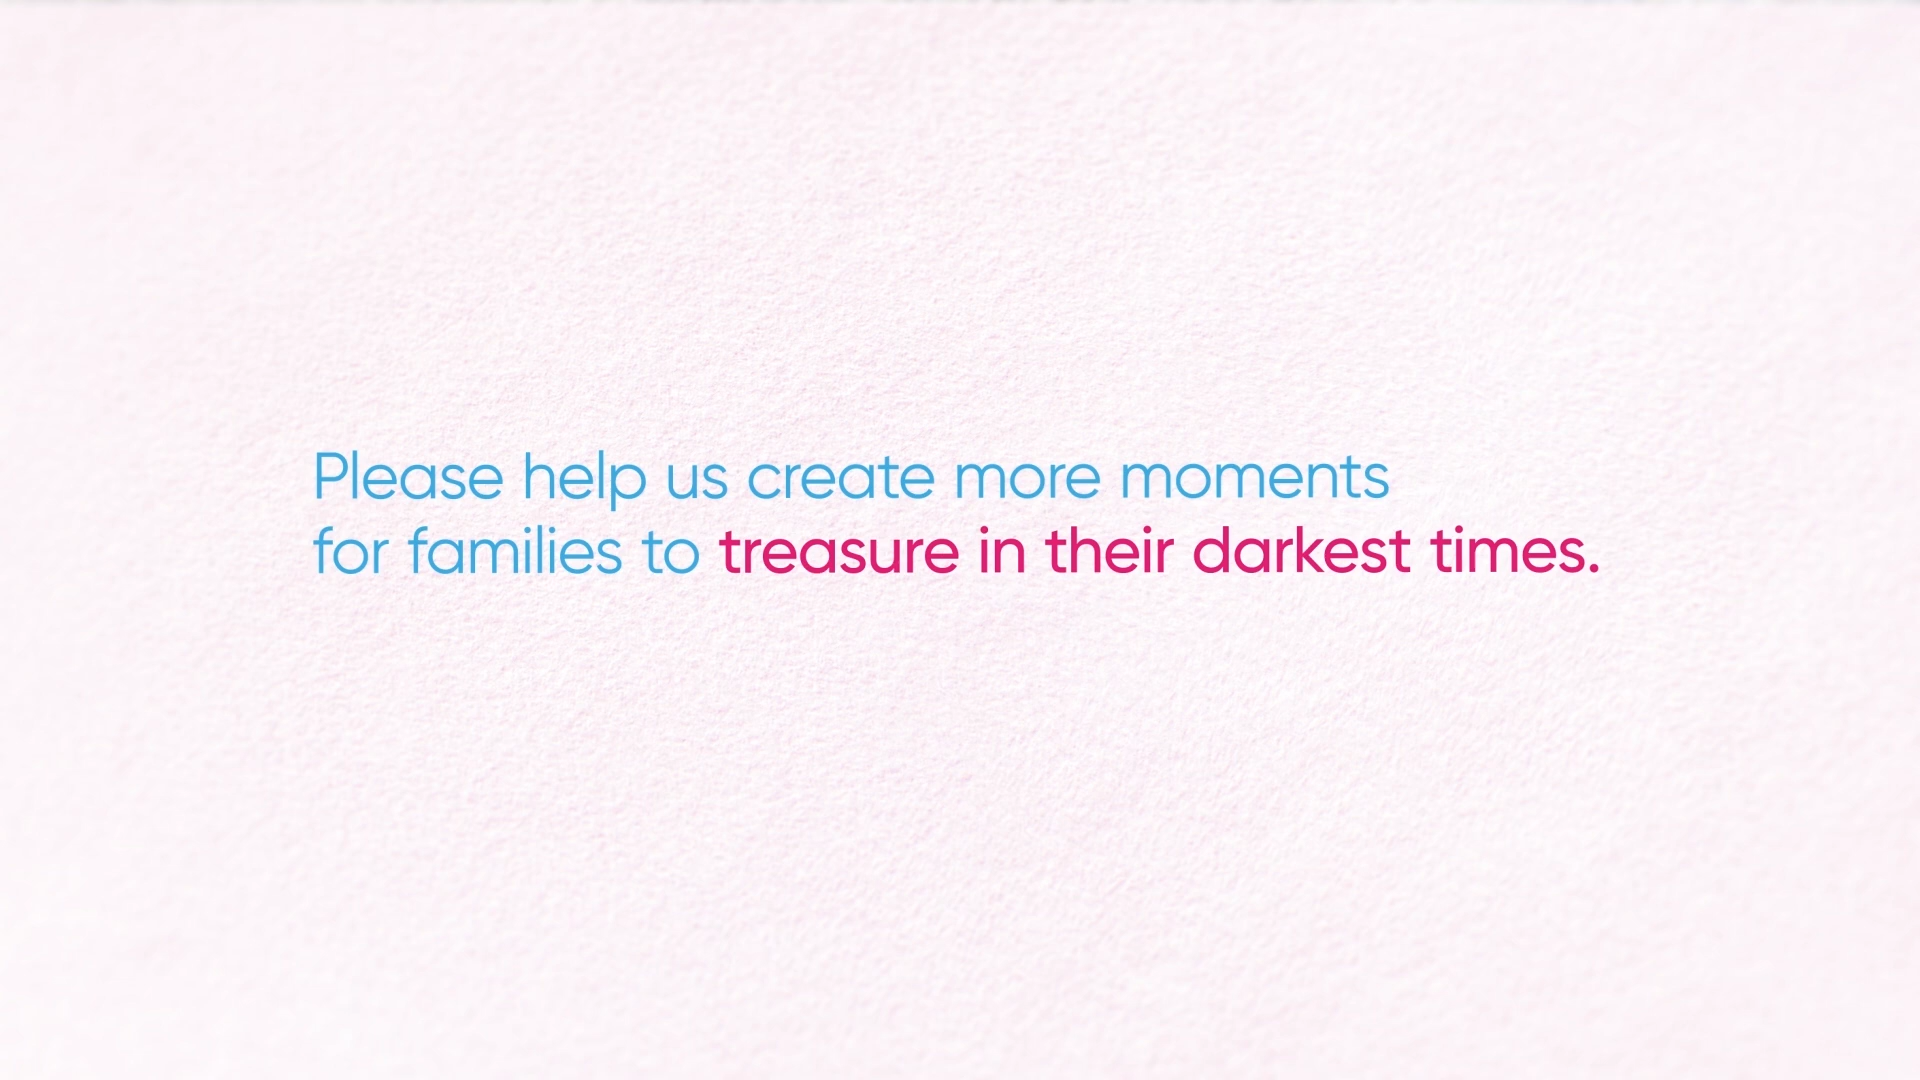 Please help us create more moments
for families to treasure in their darkest times.